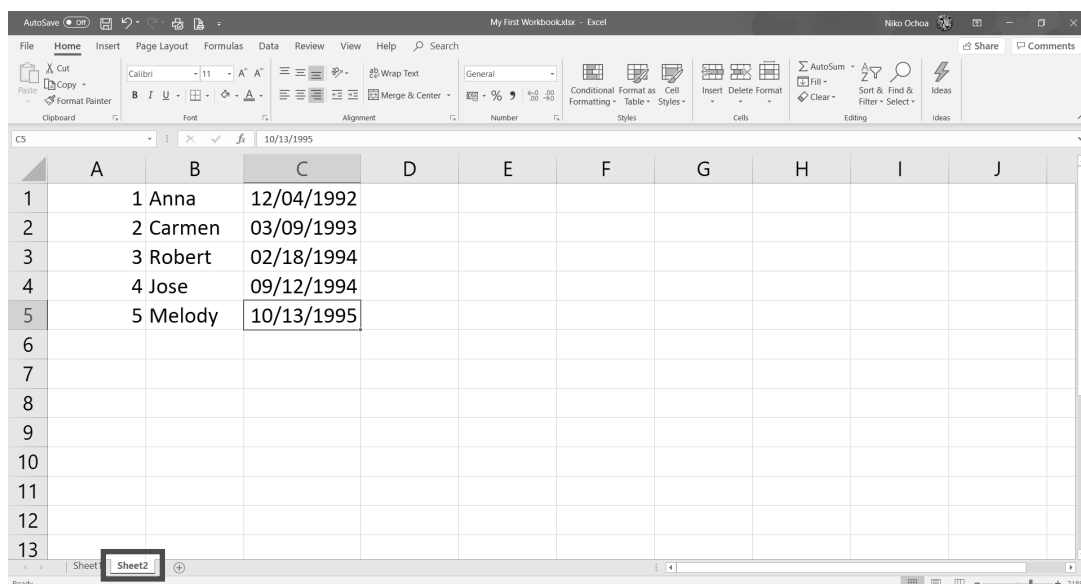 AutoSave Off My First Workbook.xlsx - Excel Niko Ochoa
File Home Insert Page Layout Formulas Data Review View Help Search Share Comments
Paste Cut Copy Format Painter
Calibri 11 A^ A˅
B I U A
Wrap Text
Merge & Center
General
% 9 .00 .00
Conditional Formatting Format as Table Cell Styles
Insert Delete Format
AutoSum Fill Clear
Sort & Filter Find & Select
Ideas
Clipboard Font Alignment Number Styles Cells Editing Ideas
C5 fx 10/13/1995
A B C D E F G H I J
1 1 Anna 12/04/1992
2 2 Carmen 03/09/1993
3 3 Robert 02/18/1994
4 4 Jose 09/12/1994
5 5 Melody 10/13/1995
6
7
8
9
10
11
12
13
Sheet1 Sheet2
Ready